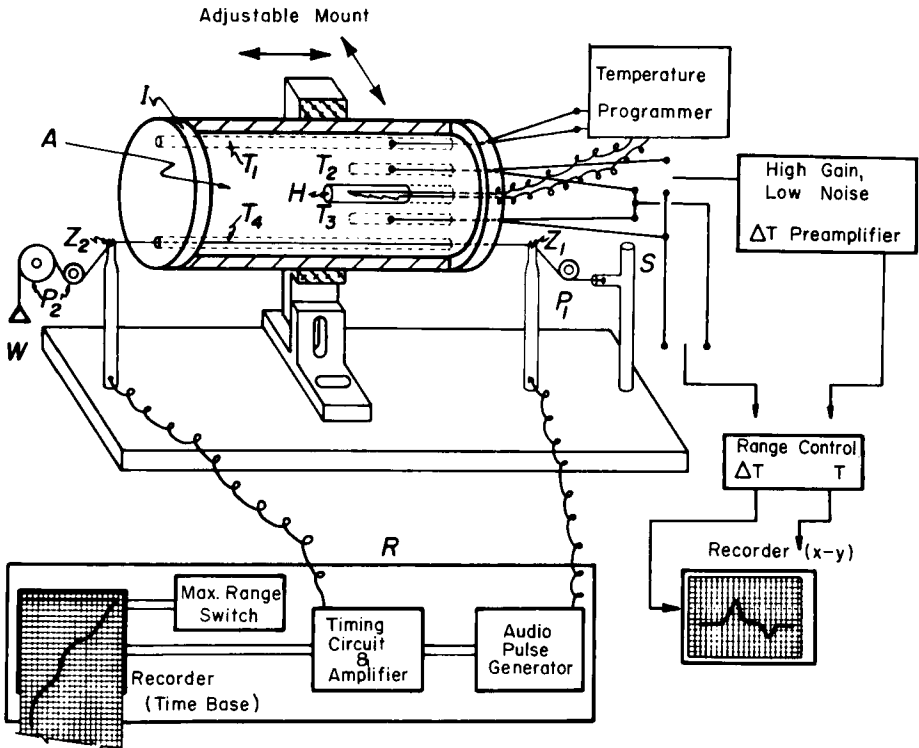 Adjustable Mount
I
A
T1
T2
H
T3
T4
Z2
P2
W
Z1
P1
S
Temperature
Programmer
High Gain,
Low Noise
ΔT Preamplifier
Range Control
ΔT T
Recorder (x-y)
R
Max. Range
Switch
Timing
Circuit
&
Amplifier
Audio
Pulse
Generator
Recorder
(Time Base)